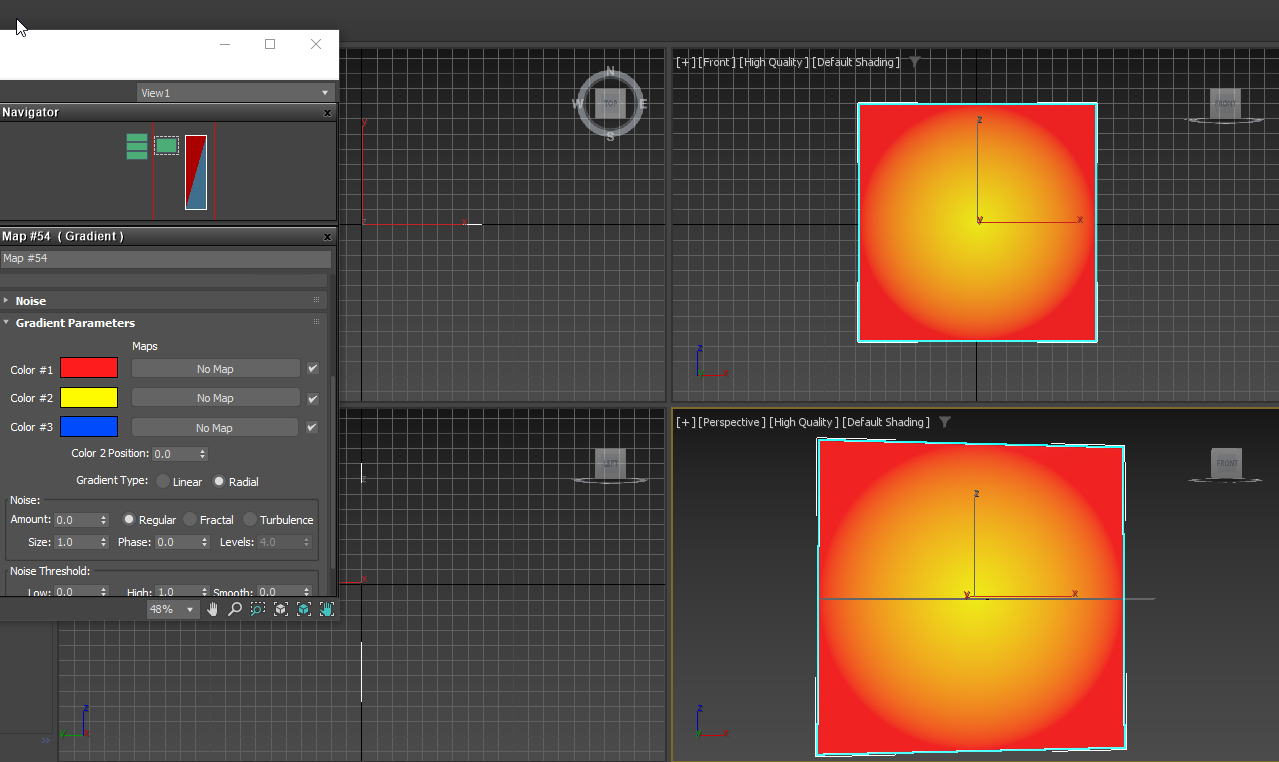 View1
Navigator x
Map #54 ( Gradient ) x
Map #54
Noise
Gradient Parameters
Maps
Color #1 No Map
Color #2 No Map
Color #3 No Map
Color 2 Position: 0.0
Gradient Type: Linear Radial
Noise:
Amount: 0.0 Regular Fractal Turbulence
Size: 1.0 Phase: 0.0 Levels: 4.0
Noise Threshold:
Low: 0.0 High: 1.0 Smooth: 0.0
48%
N
W TOP E
S
y
z x
[+] [Front ] [High Quality ] [Default Shading ]
FRONT
z
y x
z
y x
LEFT
z
x
z
y x
[+] [Perspective ] [High Quality ] [Default Shading ]
FRONT
z
y x
z
y x